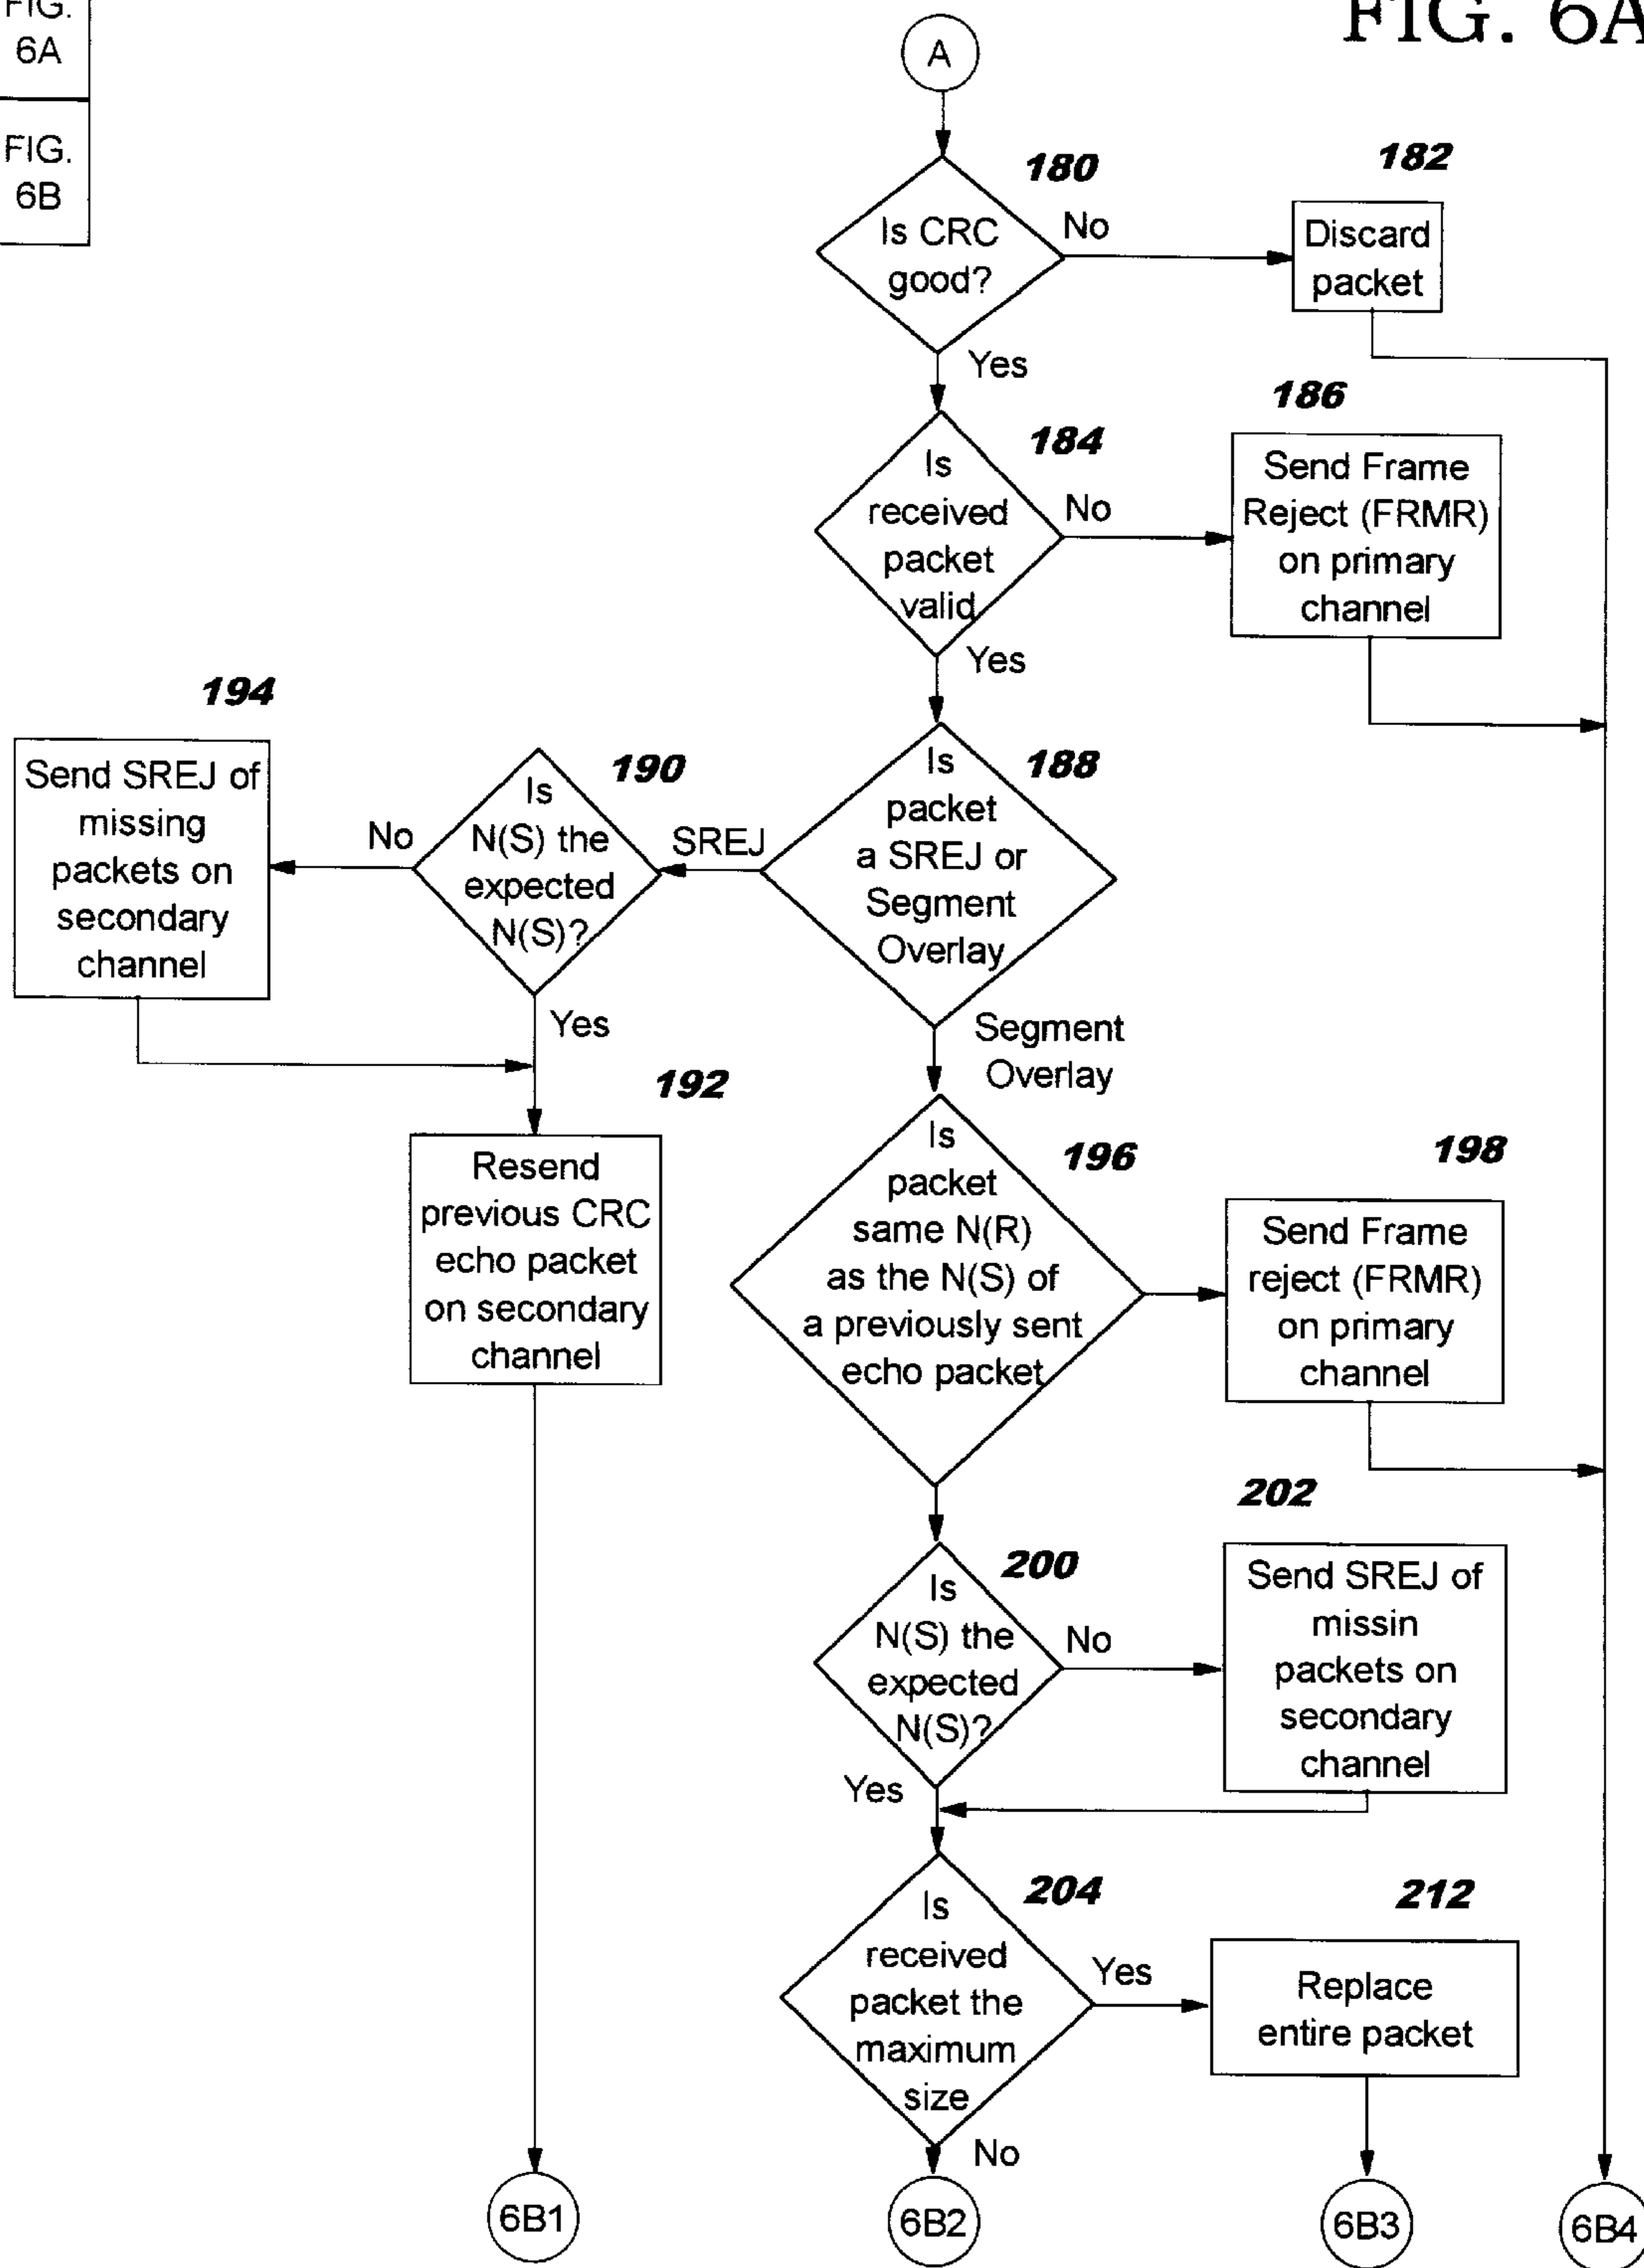 FIG.
6A
FIG.
6B
FIG. 6A
A
180
Is CRC
good?
No
182
Discard
packet
Yes
184
Is
received
packet
valid
No
186
Send Frame
Reject (FRMR)
on primary
channel
Yes
188
Is
packet
a SREJ or
Segment
Overlay
SREJ
190
Is
N(S) the
expected
N(S)?
No
194
Send SREJ of
missing
packets on
secondary
channel
Yes
192
Resend
previous CRC
echo packet
on secondary
channel
Segment
Overlay
196
Is
packet
same N(R)
as the N(S) of
a previously sent
echo packet
198
Send Frame
reject (FRMR)
on primary
channel
200
Is
N(S) the
expected
N(S)?
No
202
Send SREJ of
missin
packets on
secondary
channel
Yes
204
Is
received
packet the
maximum
size
Yes
212
Replace
entire packet
No
6B1
6B2
6B3
6B4